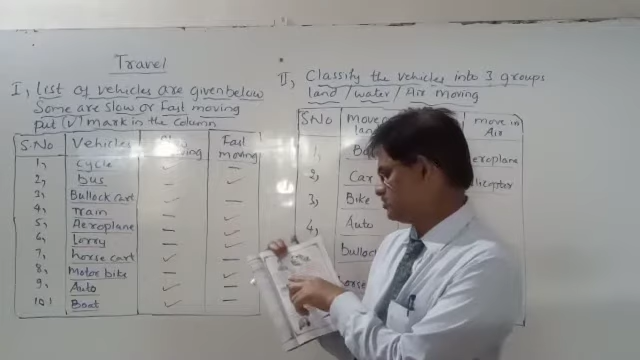 Travel
I, List of vehicles are given below
Some are slow or Fast moving
put (✓) mark in the column
S.No Vehicles Slow moving Fast moving
1, cycle ✓ —
2, bus — ✓
3, Bullock cart ✓ —
4, Train — ✓
5, Aeroplane — ✓
6, Lorry — ✓
7, horse cart ✓ —
8, Motor bike — ✓
9, Auto ✓ —
10, Boat ✓ —
II, Classify the vehicles into 3 groups
land / water / Air moving
S No move move in Air
1,
2, Car
3, Bike
4, Auto